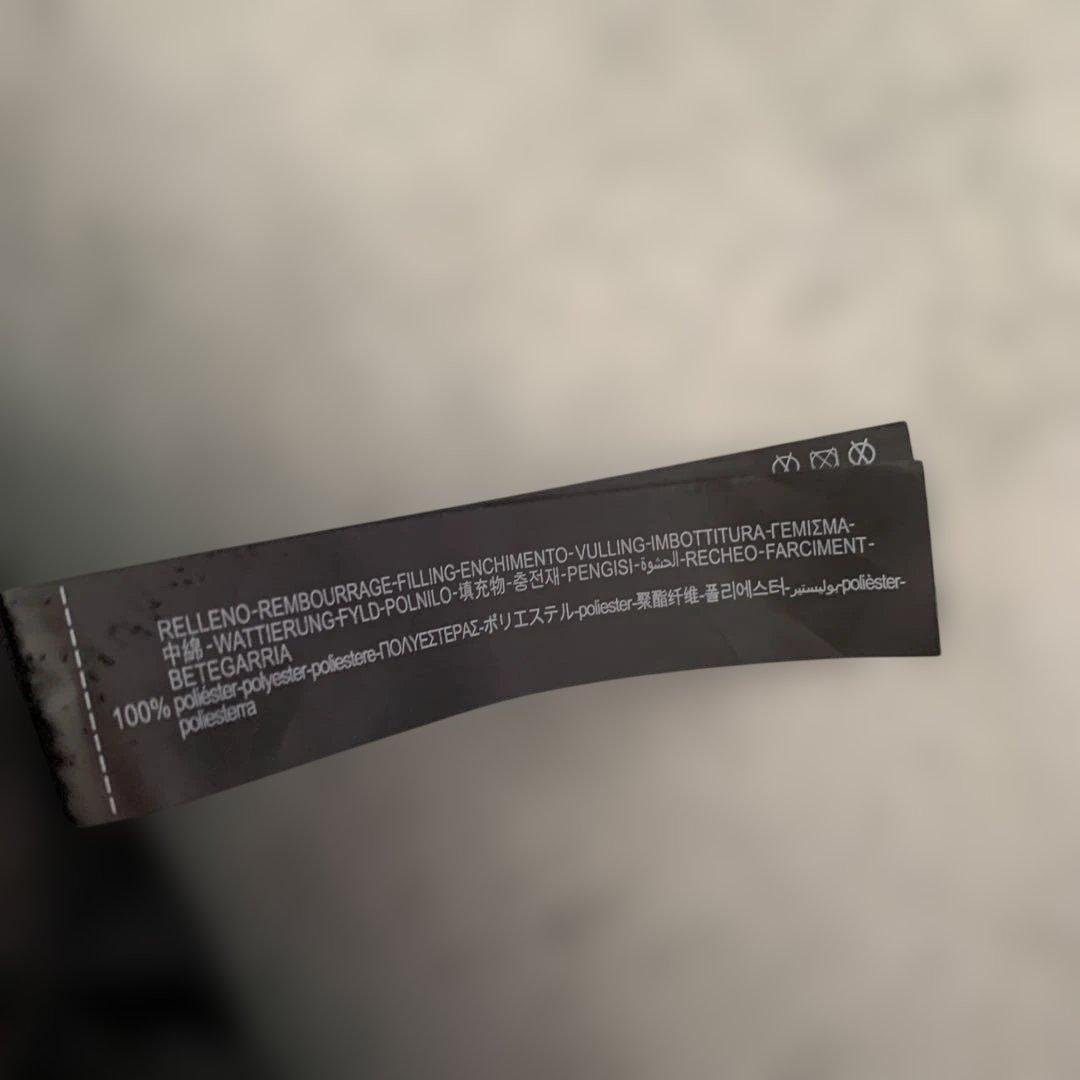 RELLENO-REMBOURRAGE-FILLING-ENCHIMENTO-VULLING-IMBOTTITURA-ΓΕΜΙΣΜΑ-
中綿-WATTIERUNG-FYLD-POLNILO-填充物-충전재-PENGISI-الحشوة-RECHEO-FARCIMENT-
BETEGARRIA
100% poliéster-polyester-poliestere-ΠΟΛΥΕΣΤΕΡΑΣ-ポリエステル-poliester-聚酯纤维-폴리에스터-بوليستير-polièster-
poliesterra